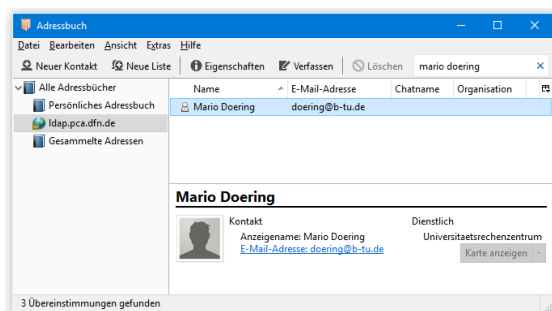 Adressbuch
Datei Bearbeiten Ansicht Extras Hilfe
Neuer Kontakt Neue Liste Eigenschaften Verfassen Löschen mario doering
Alle Adressbücher
Persönliches Adressbuch
ldap.pca.dfn.de
Gesammelte Adressen
Name E-Mail-Adresse Chatname Organisation
Mario Doering doering@b-tu.de
Mario Doering
Kontakt
Anzeigename: Mario Doering
E-Mail-Adresse: doering@b-tu.de
Dienstlich
Universitaetsrechenzentrum
Karte anzeigen
3 Übereinstimmungen gefunden